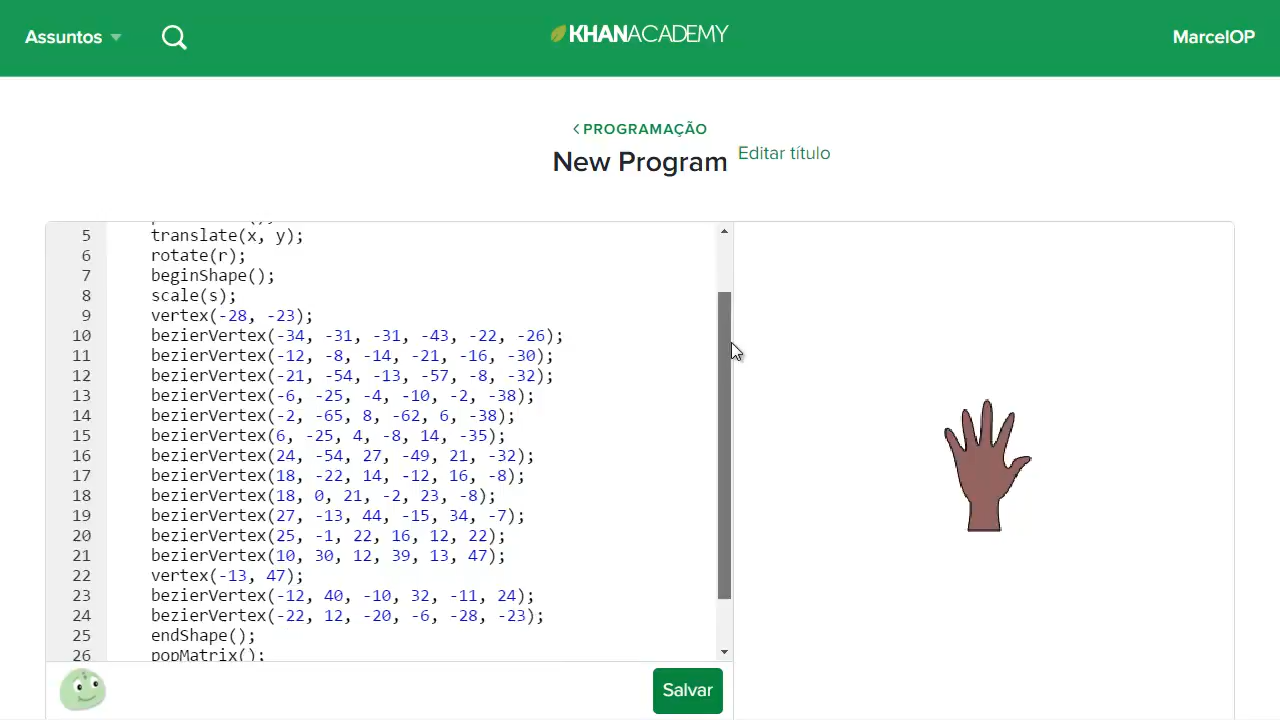 Assuntos
KHANACADEMY
MarcelOP
PROGRAMAÇÃO
New Program
Editar título
5 translate(x, y);
6 rotate(r);
7 beginShape();
8 scale(s);
9 vertex(-28, -23);
10 bezierVertex(-34, -31, -31, -43, -22, -26);
11 bezierVertex(-12, -8, -14, -21, -16, -30);
12 bezierVertex(-21, -54, -13, -57, -8, -32);
13 bezierVertex(-6, -25, -4, -10, -2, -38);
14 bezierVertex(-2, -65, 8, -62, 6, -38);
15 bezierVertex(6, -25, 4, -8, 14, -35);
16 bezierVertex(24, -54, 27, -49, 21, -32);
17 bezierVertex(18, -22, 14, -12, 16, -8);
18 bezierVertex(18, 0, 21, -2, 23, -8);
19 bezierVertex(27, -13, 44, -15, 34, -7);
20 bezierVertex(25, -1, 22, 16, 12, 22);
21 bezierVertex(10, 30, 12, 39, 13, 47);
22 vertex(-13, 47);
23 bezierVertex(-12, 40, -10, 32, -11, 24);
24 bezierVertex(-22, 12, -20, -6, -28, -23);
25 endShape();
26 popMatrix();
Salvar